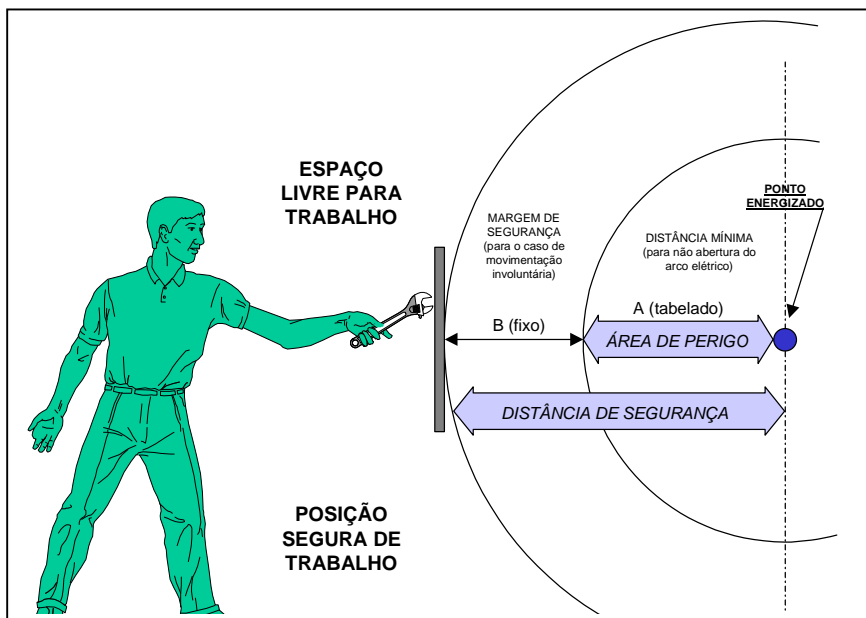 ESPAÇO
LIVRE PARA
TRABALHO
MARGEM DE
SEGURANÇA
(para o caso de
movimentação
involuntária)
DISTÂNCIA MÍNIMA
(para não abertura do
arco elétrico)
PONTO
ENERGIZADO
B (fixo)
A (tabelado)
ÁREA DE PERIGO
DISTÂNCIA DE SEGURANÇA
POSIÇÃO
SEGURA DE
TRABALHO